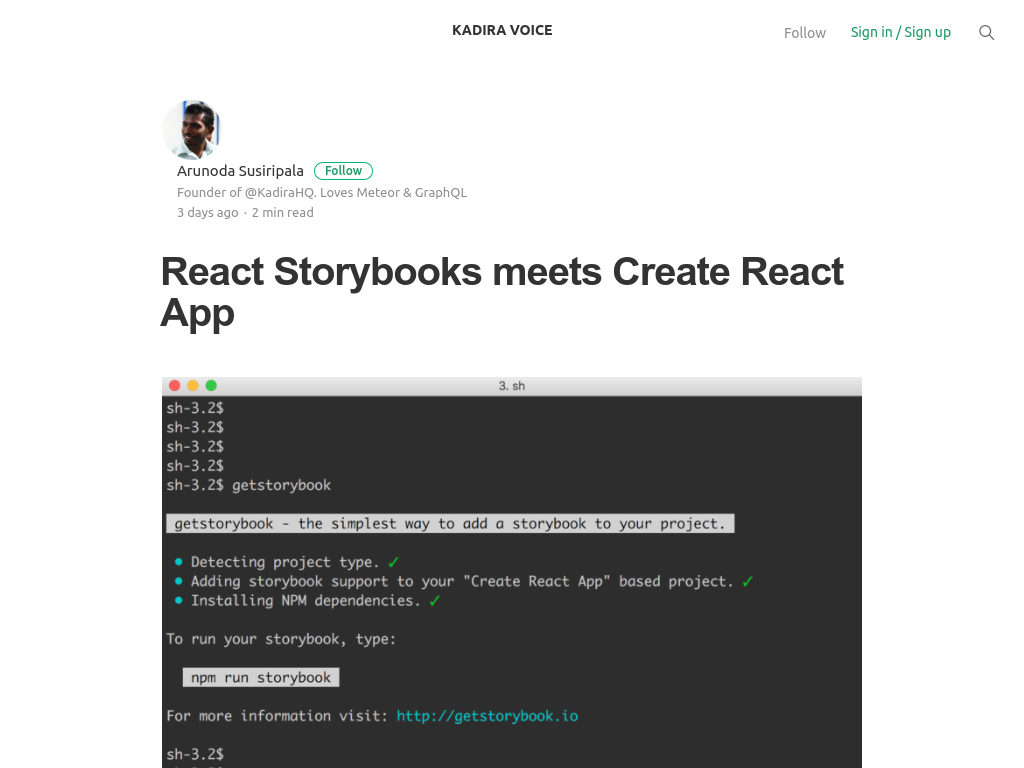 KADIRA VOICE
Follow
Sign in / Sign up
Arunoda Susiripala Follow
Founder of @KadiraHQ. Loves Meteor & GraphQL
3 days ago · 2 min read
React Storybooks meets Create React
App
3. sh
sh-3.2$
sh-3.2$
sh-3.2$
sh-3.2$
sh-3.2$ getstorybook
getstorybook - the simplest way to add a storybook to your project.
• Detecting project type. ✓
• Adding storybook support to your "Create React App" based project. ✓
• Installing NPM dependencies. ✓
To run your storybook, type:
npm run storybook
For more information visit: http://getstorybook.io
sh-3.2$